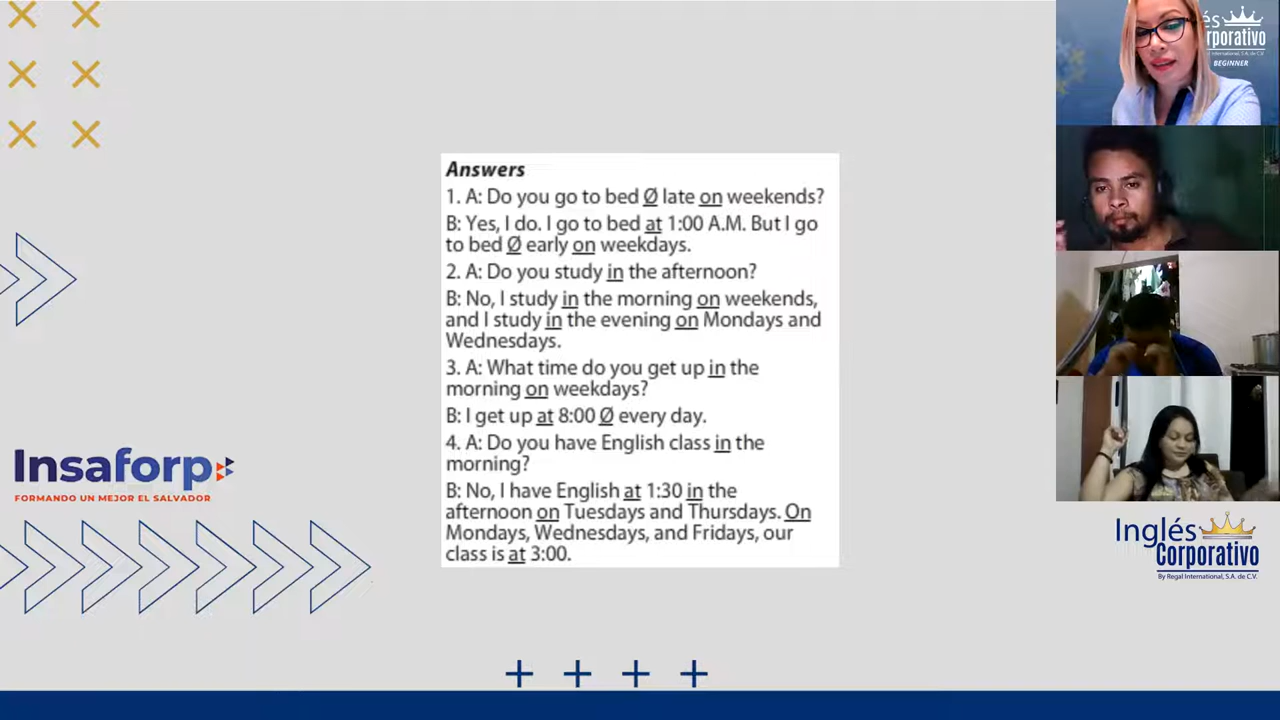 Answers
1. A: Do you go to bed Ø late on weekends?
B: Yes, I do. I go to bed at 1:00 A.M. But I go
to bed Ø early on weekdays.
2. A: Do you study in the afternoon?
B: No, I study in the morning on weekends,
and I study in the evening on Mondays and
Wednesdays.
3. A: What time do you get up in the
morning on weekdays?
B: I get up at 8:00 Ø every day.
4. A: Do you have English class in the
morning?
B: No, I have English at 1:30 in the
afternoon on Tuesdays and Thursdays. On
Mondays, Wednesdays, and Fridays, our
class is at 3:00.
Insaforp
FORMANDO UN MEJOR EL SALVADOR
és
rporativo
l International, S.A. de C.V.
BEGINNER
Inglés
Corporativo
By Regal International, S.A. de C.V.